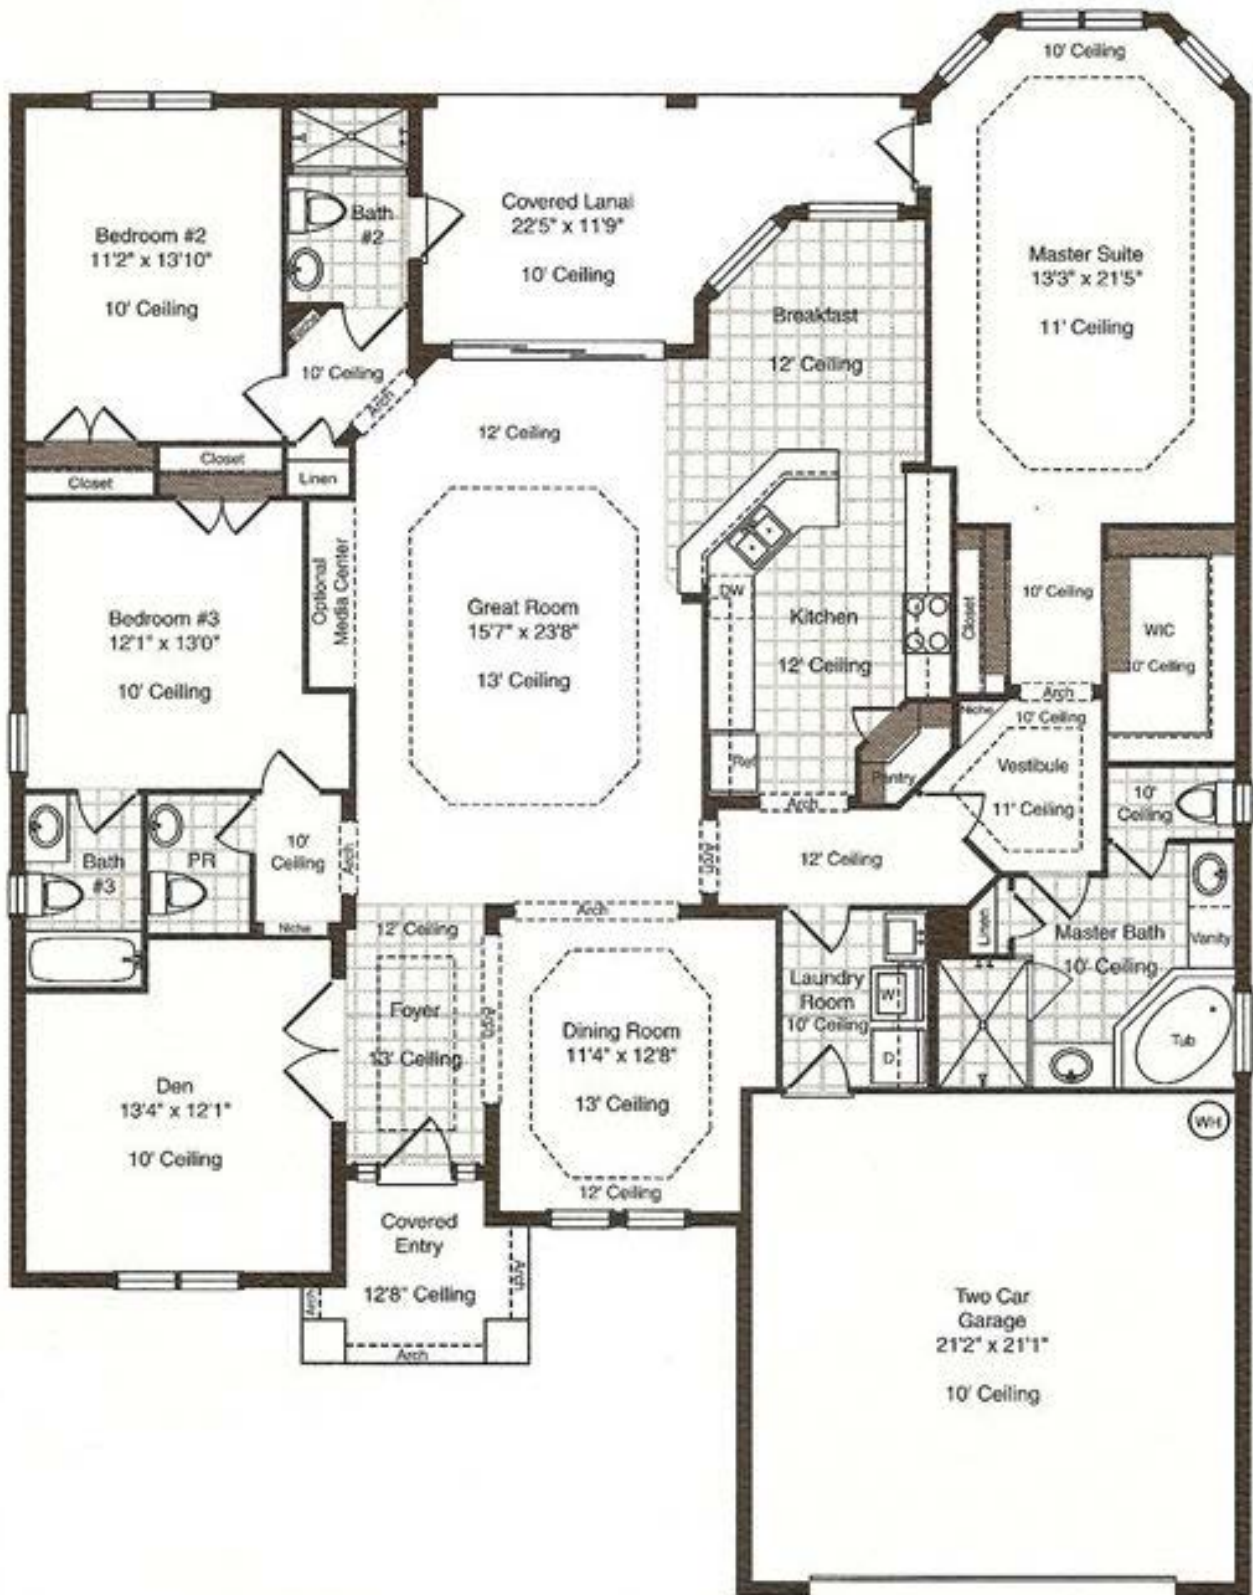 10' Ceiling
Bedroom #2
11'2" x 13'10"
10' Ceiling
Bath
#2
Covered Lanai
22'5" x 11'9"
10' Ceiling
Master Suite
13'3" x 21'5"
11' Ceiling
Breakfast
12' Ceiling
Niche
10' Ceiling
Arch
12' Ceiling
Closet
Closet
Linen
Optional
Media Center
Bedroom #3
12'1" x 13'0"
10' Ceiling
Great Room
15'7" x 23'8"
13' Ceiling
DW
Kitchen
12' Ceiling
Ref
Pantry
Closet
10' Ceiling
WIC
10' Ceiling
Arch
Niche
10' Ceiling
Vestibule
11' Ceiling
10'
Ceiling
Arch
12' Ceiling
Arch
Bath
#3
PR
10'
Ceiling
Arch
Niche
12' Ceiling
Arch
Foyer
13' Ceiling
Arch
Dining Room
11'4" x 12'8"
13' Ceiling
12' Ceiling
Laundry
Room
10' Ceiling
W
D
Linen
Master Bath
10' Ceiling
Vanity
Tub
Den
13'4" x 12'1"
10' Ceiling
WH
Covered
Entry
12'8" Ceiling
Arch
Arch
Arch
Two Car
Garage
21'2" x 21'1"
10' Ceiling